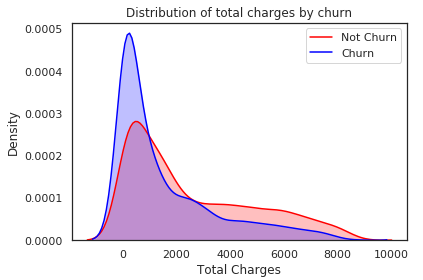 Distribution of total charges by churn
Not Churn
Churn
0.0005
0.0004
0.0003
0.0002
0.0001
0.0000
Density
0 2000 4000 6000 8000 10000
Total Charges